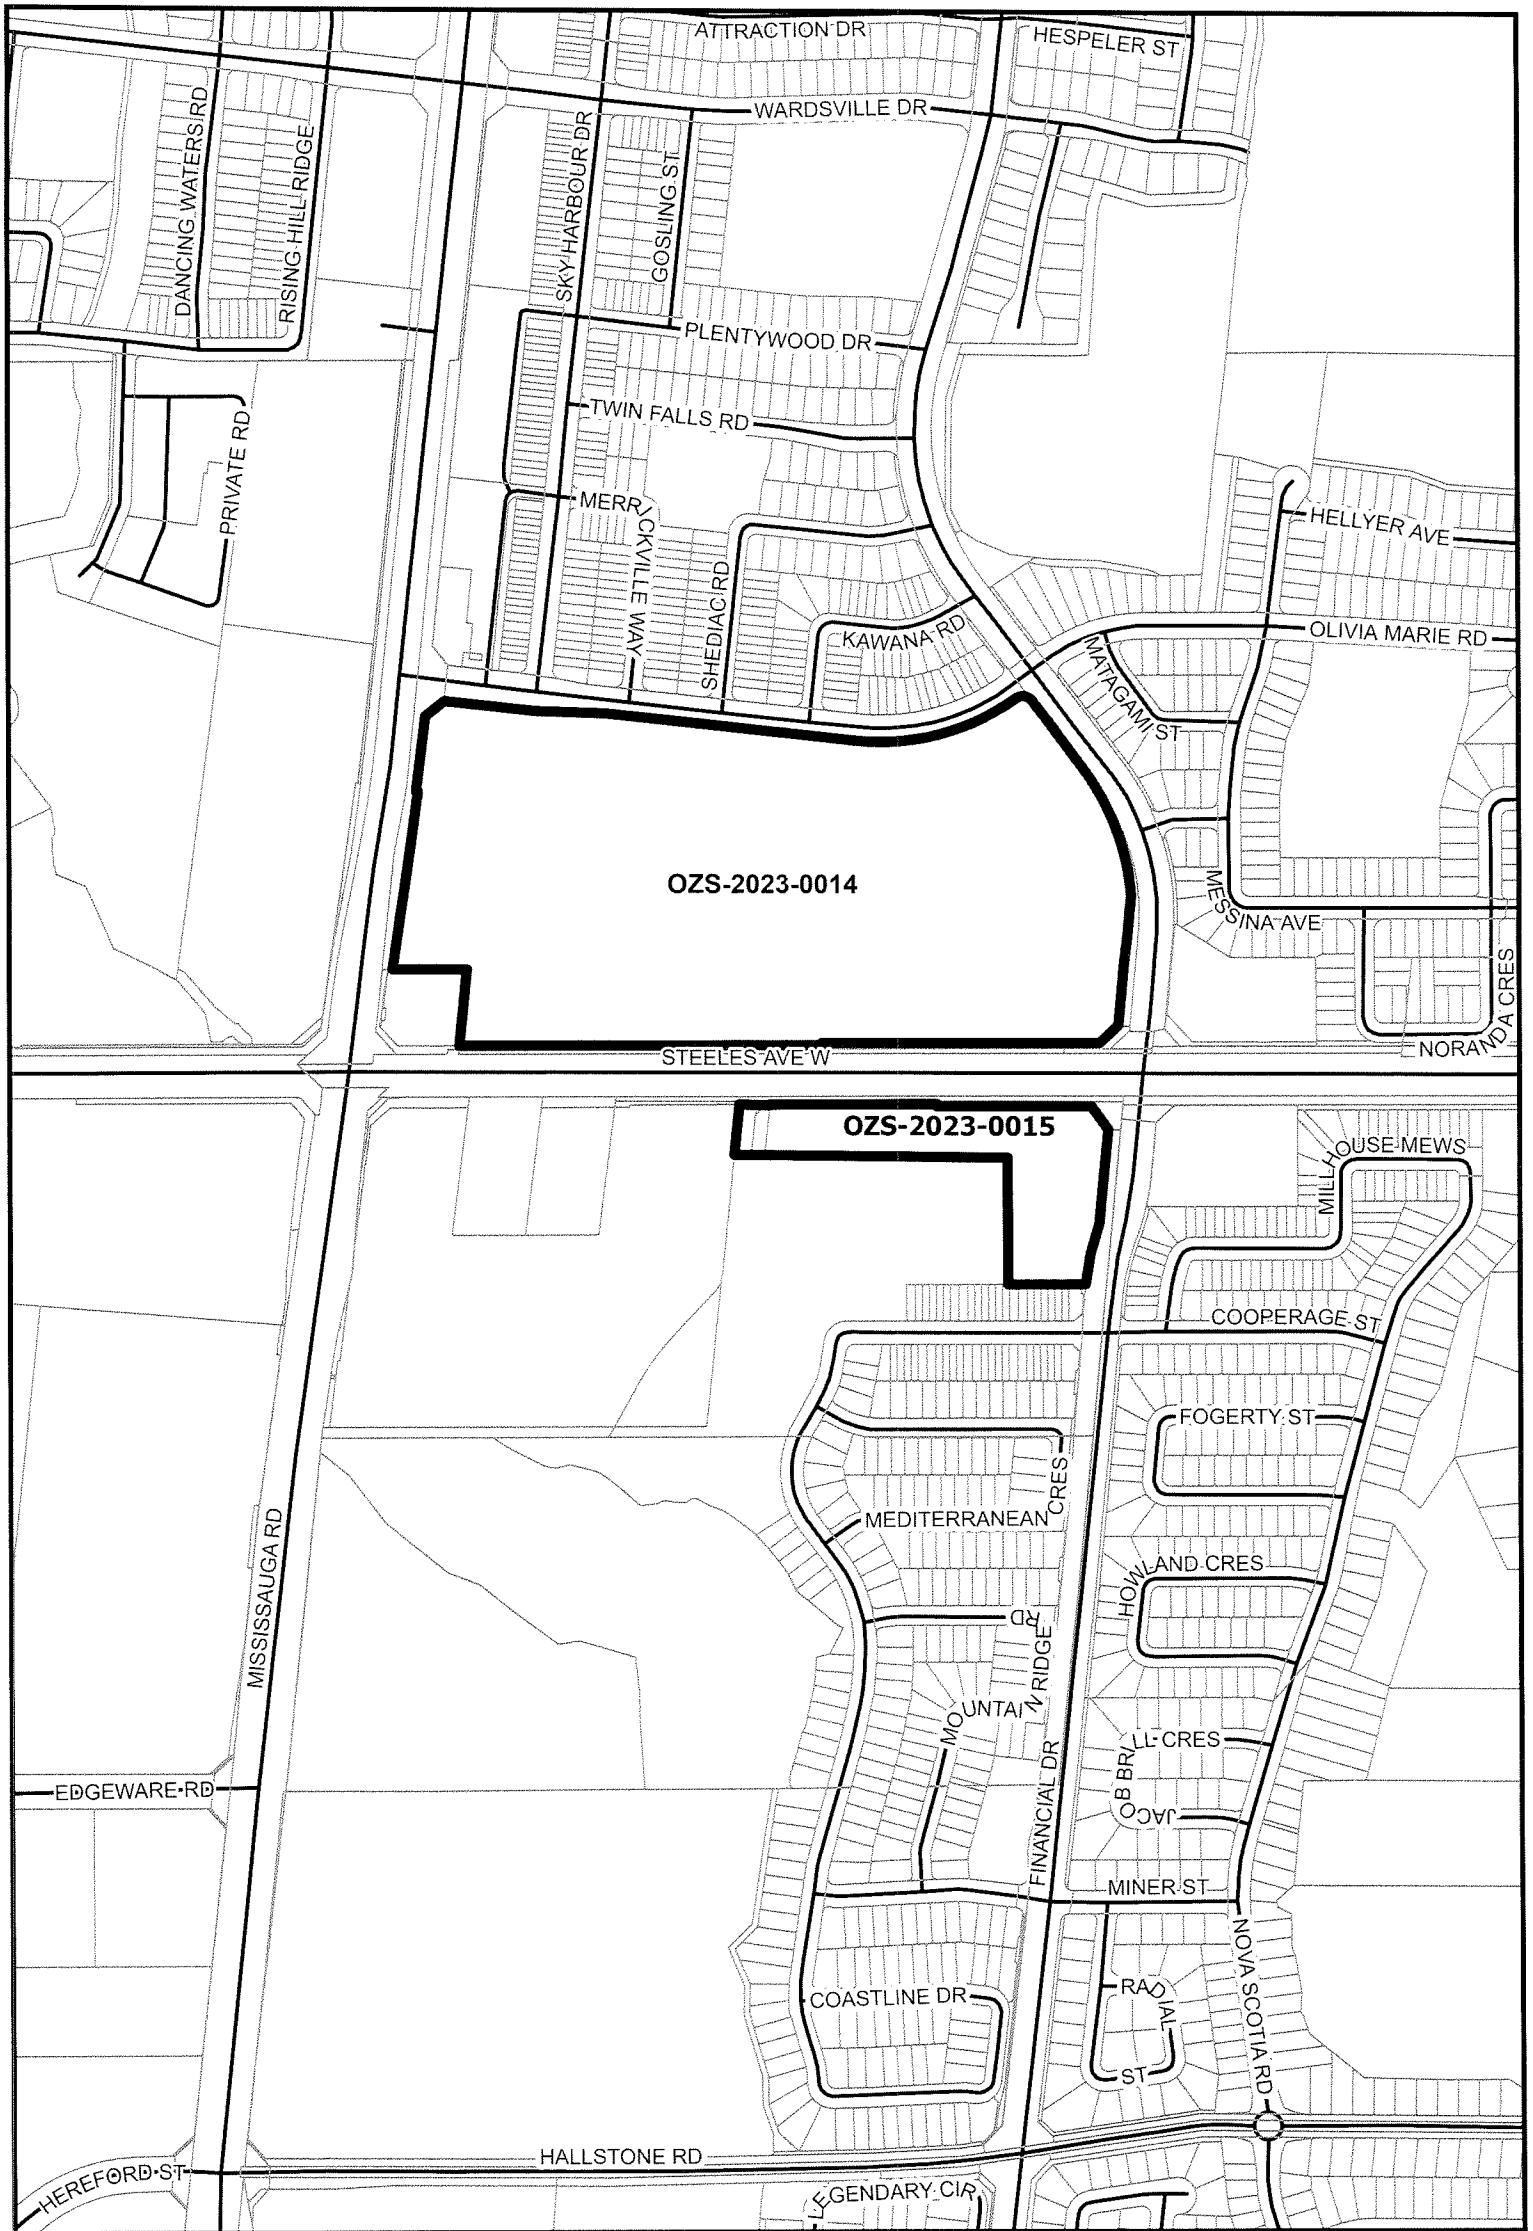 ATTRACTION DR
HESPELER ST
WARDSVILLE DR
DANCING WATERS RD
RISING HILL RIDGE
SKY HARBOUR DR
GOSLING ST
PLENTYWOOD DR
TWIN FALLS RD
PRIVATE RD
MERRICKVILLE WAY
HELLYER AVE
SHEDIAC RD
KAWANA RD
OLIVIA MARIE RD
MATAGAMI ST
OZS-2023-0014
MESSINA AVE
NORANDA CRES
STEELES AVE W
OZS-2023-0015
MILLHOUSE MEWS
COOPERAGE ST
FOGERTY ST
MEDITERRANEAN CRES
HOWLAND CRES
MISSISSAUGA RD
MOUNTAIN RIDGE RD
JACOB BRILL CRES
EDGEWARE RD
FINANCIAL DR
MINER ST
NOVA SCOTIA RD
COASTLINE DR
RADIAL ST
HALLSTONE RD
HEREFORD ST
LEGENDARY CIR